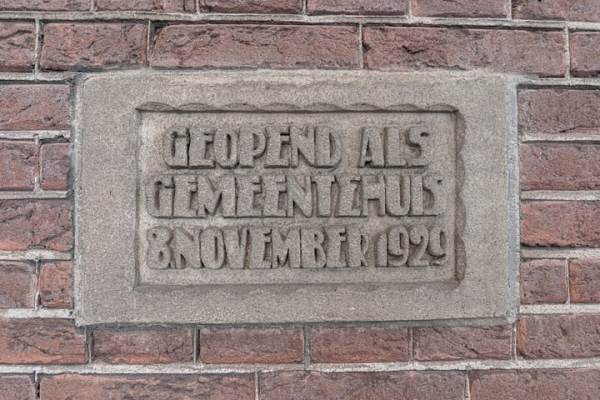 GEOPEND ALS
GEMEENTEHUIS
8.NOVEMBER 1929